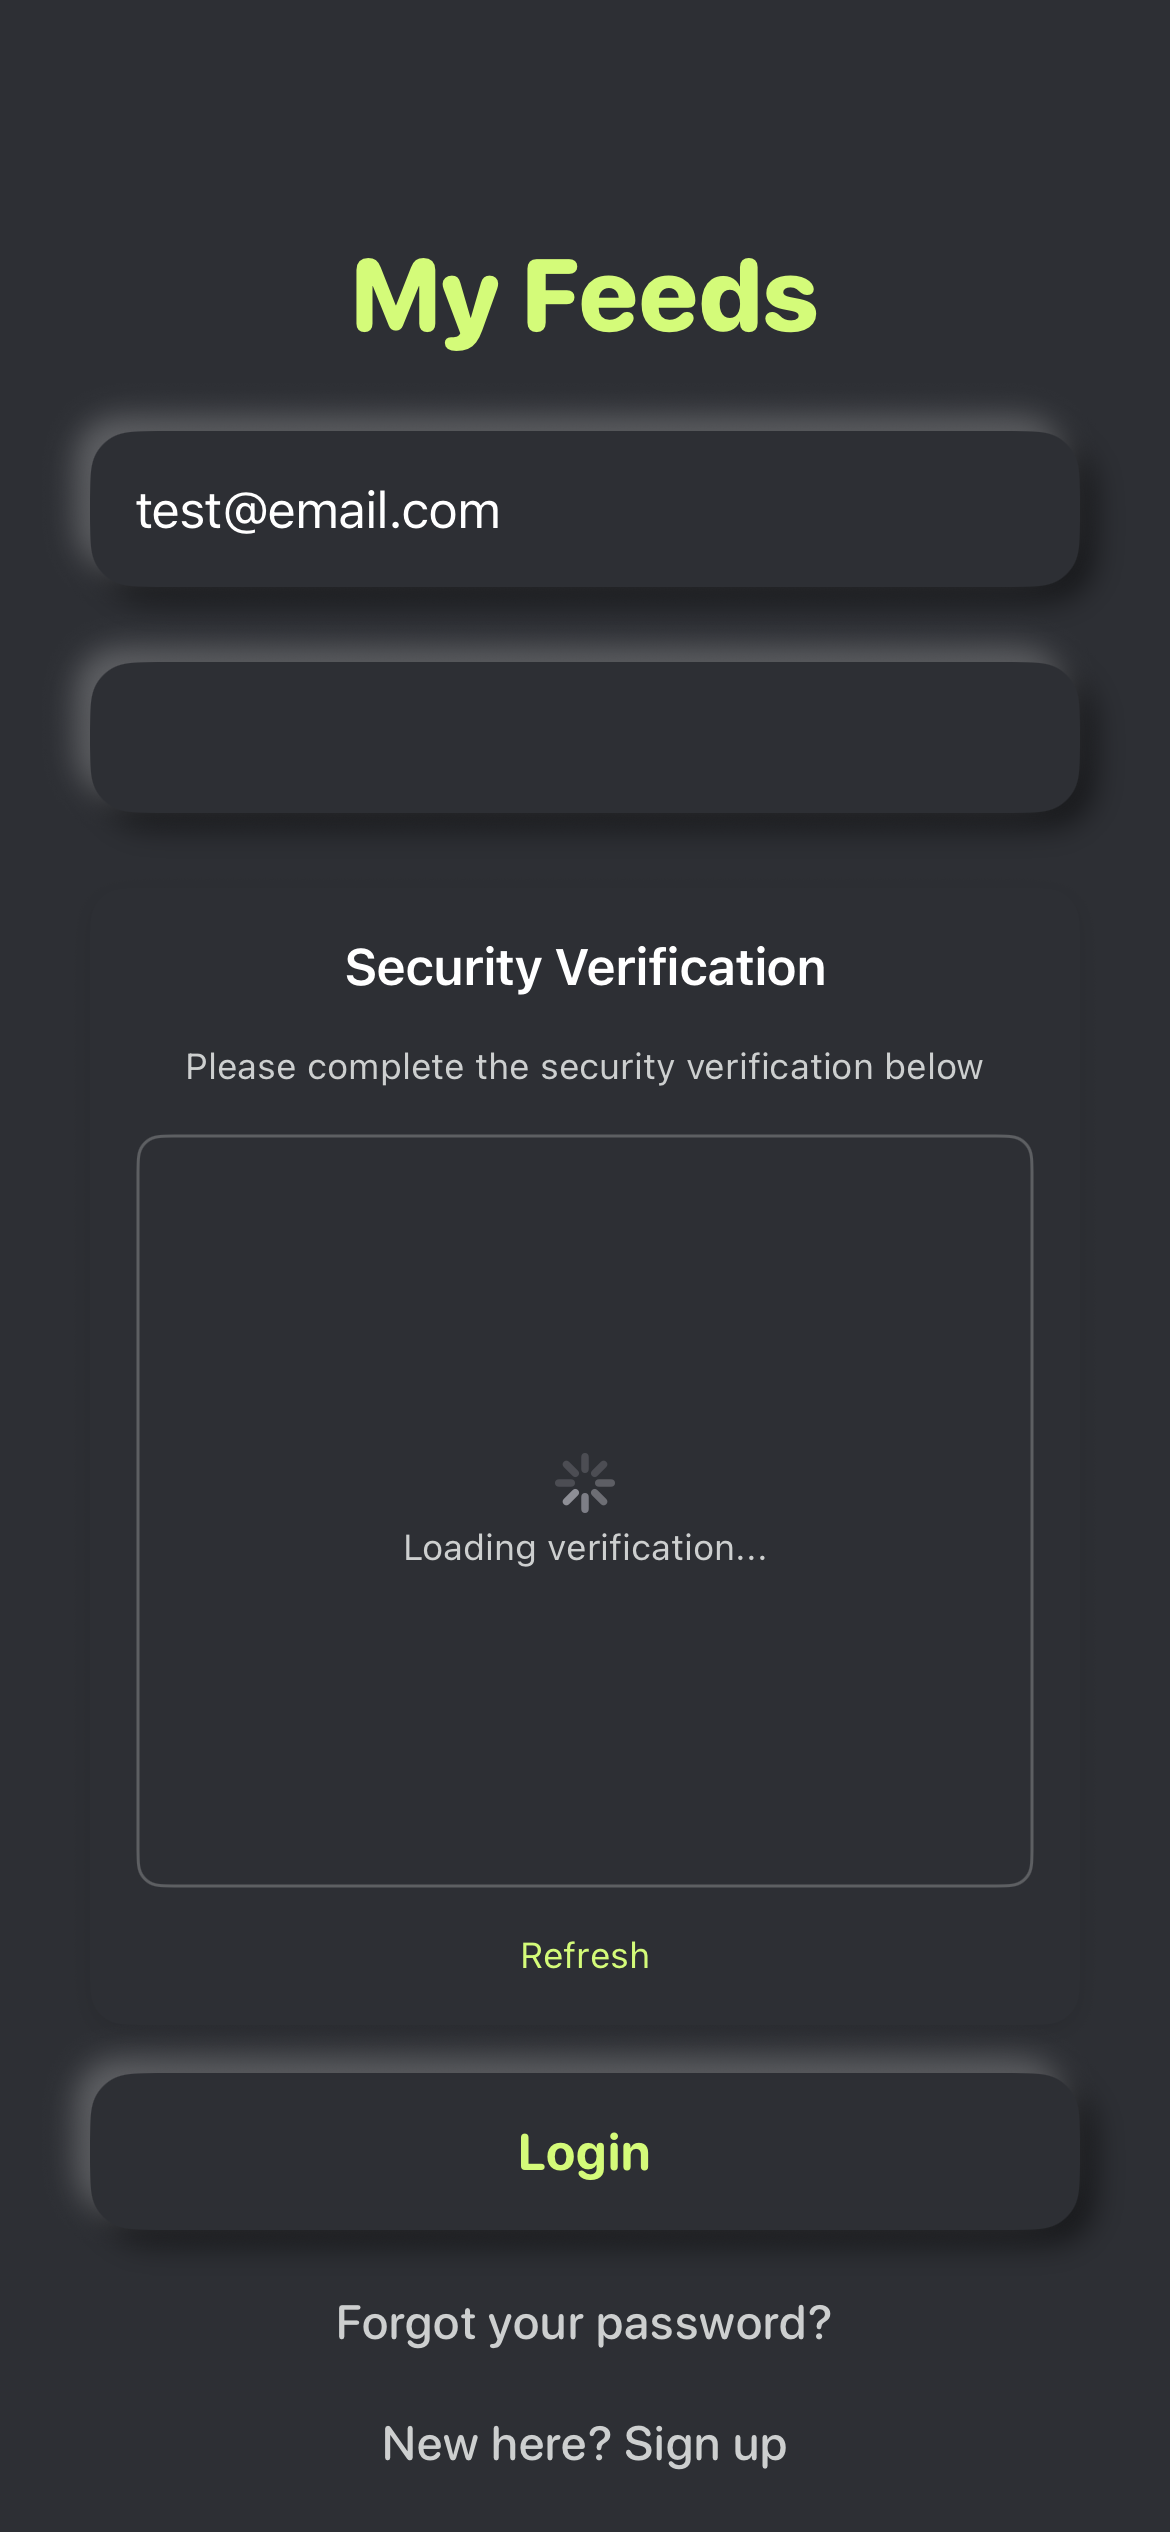 My Feeds
test@email.com
Security Verification
Please complete the security verification below
Loading verification...
Refresh
Login
Forgot your password?
New here? Sign up